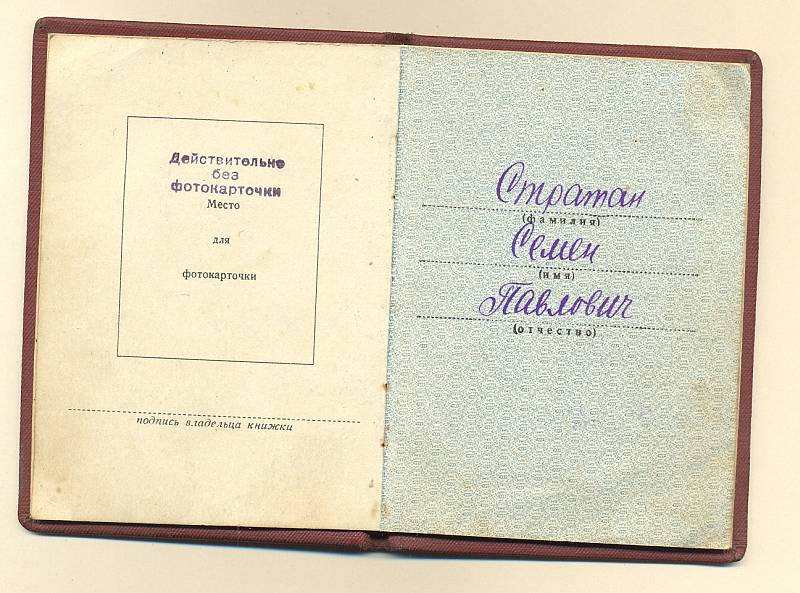 Действительно
без
фотокарточки
Место
для
фотокарточки
подпись владельца книжки
Стратан
(фамилия)
Семен
(имя)
Павлович
(отчество)